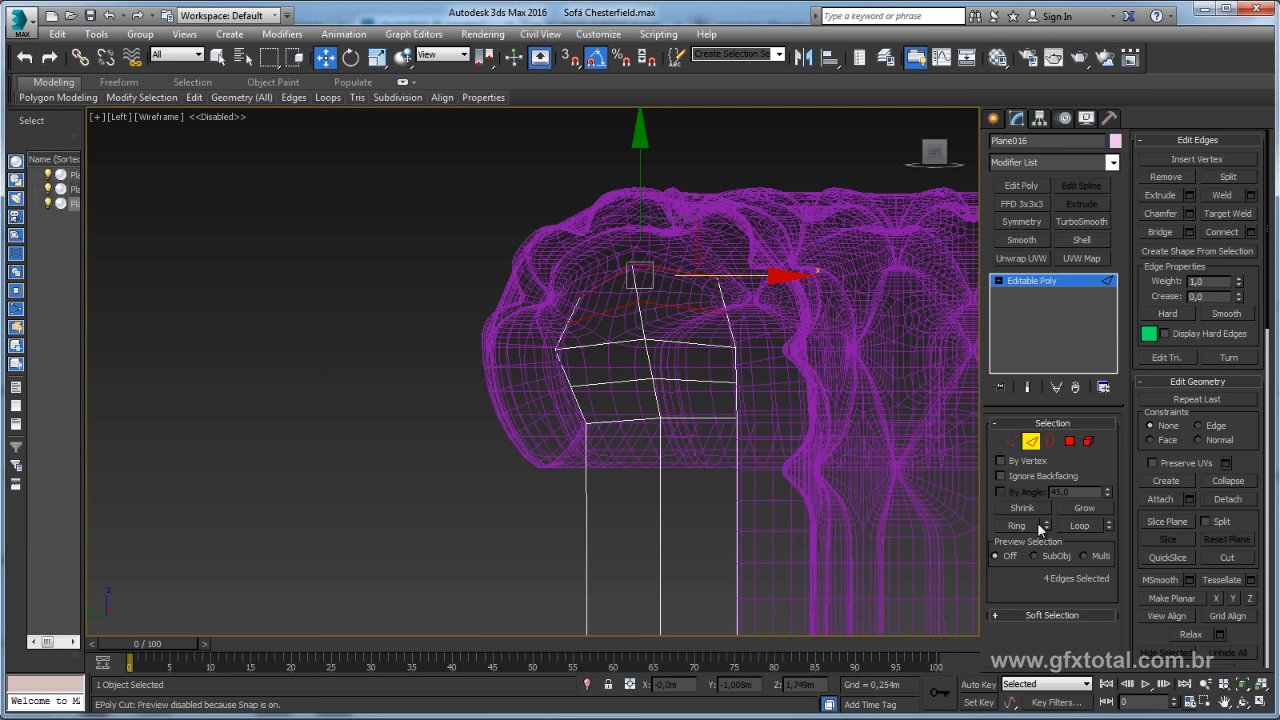 Workspace: Default
Autodesk 3ds Max 2016   Sofá Chesterfield.max
Type a keyword or phrase
Sign In
MAX
Edit Tools Group Views Create Modifiers Animation Graph Editors Rendering Civil View Customize Scripting Help
All
View
Create Selection Se
Modeling Freeform Selection Object Paint Populate
Polygon Modeling Modify Selection Edit Geometry (All) Edges Loops Tris Subdivision Align Properties
Select
Name (Sorted
Pla
Pla
Pla
[+] [Left] [Wireframe] <<Disabled>>
LEFT
x
z
Plane016
Modifier List
Edit Poly Edit Spline
FFD 3x3x3 Extrude
Symmetry TurboSmooth
Smooth Shell
Unwrap UVW UVW Map
Editable Poly
Selection
By Vertex
Ignore Backfacing
By Angle: 45,0
Shrink Grow
Ring Loop
Preview Selection
Off SubObj Multi
4 Edges Selected
Soft Selection
Edit Edges
Insert Vertex
Remove Split
Extrude Weld
Chamfer Target Weld
Bridge Connect
Create Shape From Selection
Edge Properties
Weight: 1,0
Crease: 0,0
Hard Smooth
Display Hard Edges
Edit Tri. Turn
Edit Geometry
Repeat Last
Constraints
None Edge
Face Normal
Preserve UVs
Create Collapse
Attach Detach
Slice Plane Split
Slice Reset Plane
QuickSlice Cut
MSmooth Tessellate
Make Planar X Y Z
View Align Grid Align
Relax
Hide Selected Unhide All
0 / 100
0 5 10 15 20 25 30 35 40 45 50 55 60 65 70 75 80 85 90 95 100
www.gfxtotal.com.br
1 Object Selected
X: -0,0m Y: -1,008m Z: 1,749m Grid = 0,254m
Auto Key Selected
Welcome to M
EPoly Cut: Preview disabled because Snap is on.
Add Time Tag
Set Key Key Filters...
0